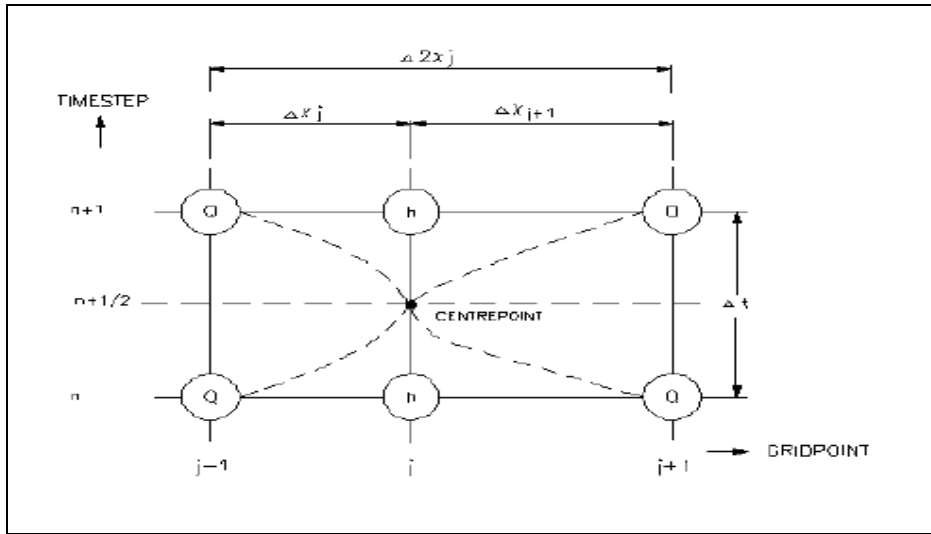 Δ2xj
TIMESTEP
Δxj
Δxj+1
n+1
Q
h
Q
n+1/2
CENTREPOINT
Δt
n
Q
h
Q
j-1
j
j+1
GRIDPOINT